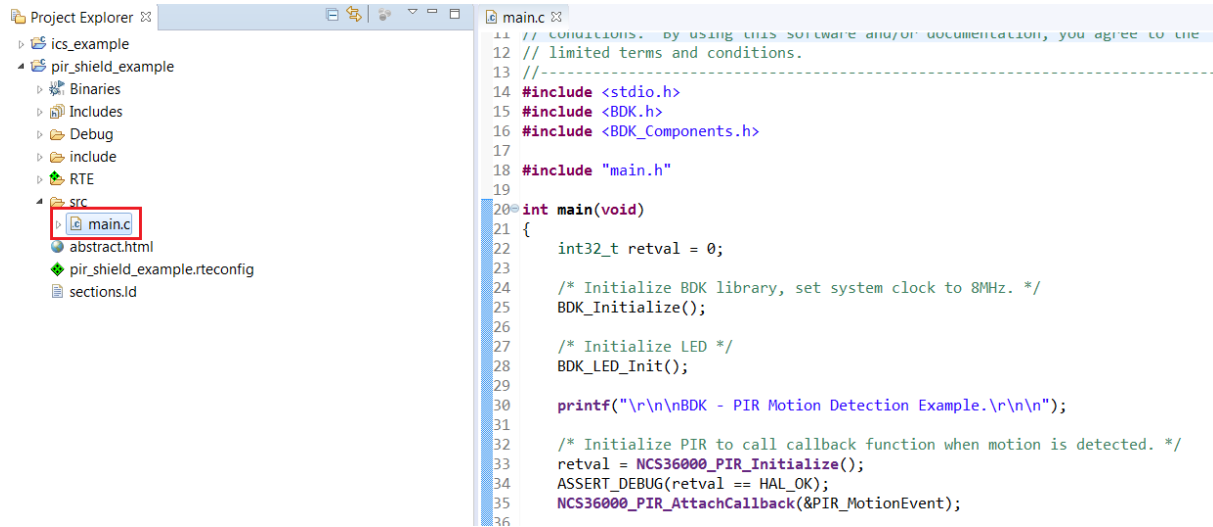 Project Explorer
ics_example
pir_shield_example
Binaries
Includes
Debug
include
RTE
src
main.c
abstract.html
pir_shield_example.rteconfig
sections.ld
main.c
11 // conditions.  By using this software and/or documentation, you agree to the
12 // limited terms and conditions.
13 //-----------------------------------------------------------------------------
14 #include <stdio.h>
15 #include <BDK.h>
16 #include <BDK_Components.h>
17
18 #include "main.h"
19
20 int main(void)
21 {
22     int32_t retval = 0;
23
24     /* Initialize BDK library, set system clock to 8MHz. */
25     BDK_Initialize();
26
27     /* Initialize LED */
28     BDK_LED_Init();
29
30     printf("\r\n\nBDK - PIR Motion Detection Example.\r\n\n");
31
32     /* Initialize PIR to call callback function when motion is detected. */
33     retval = NCS36000_PIR_Initialize();
34     ASSERT_DEBUG(retval == HAL_OK);
35     NCS36000_PIR_AttachCallback(&PIR_MotionEvent);
36